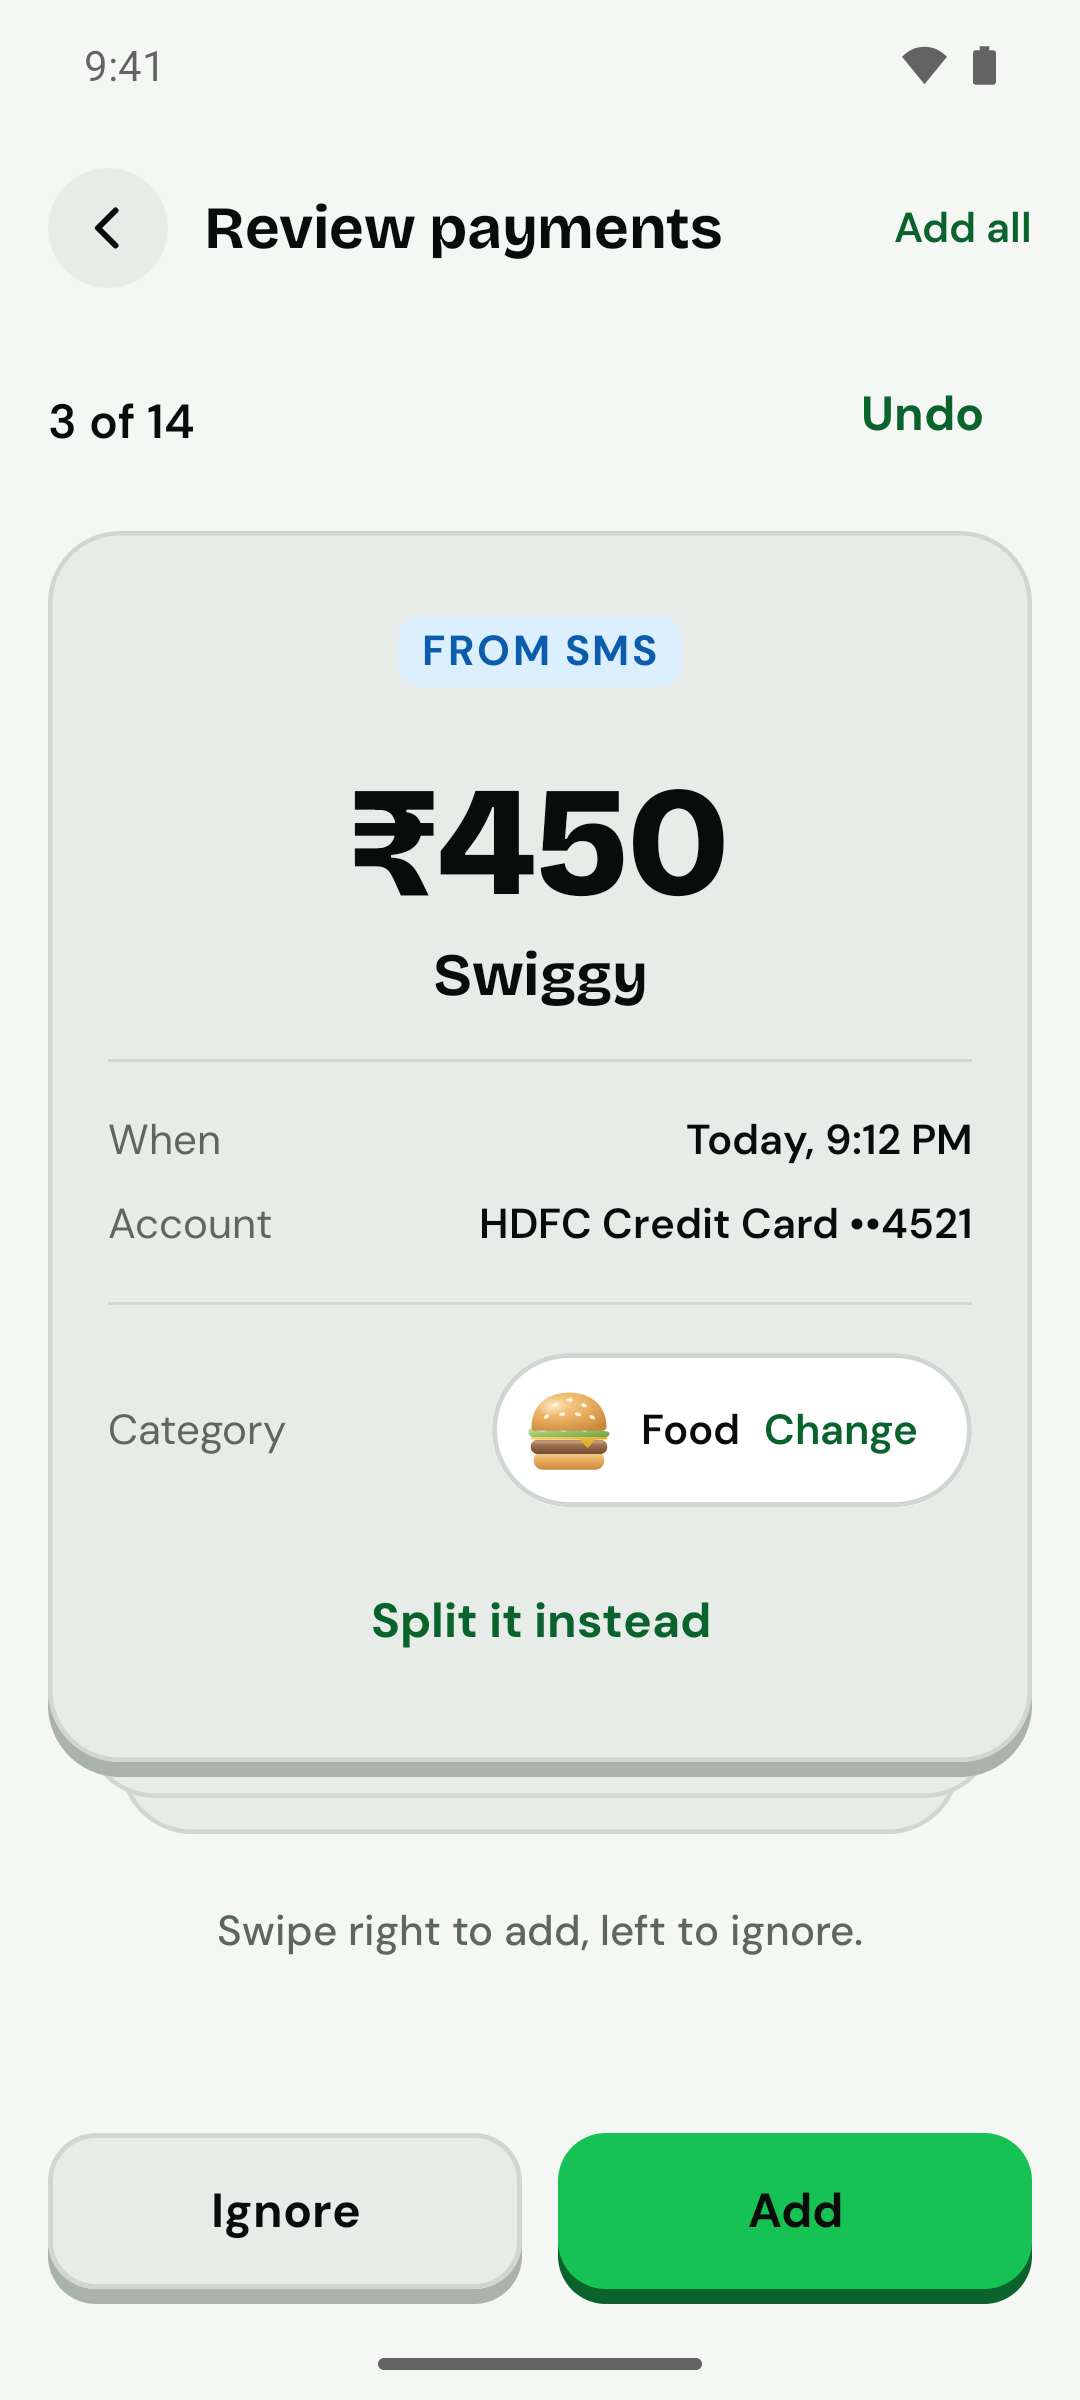 9:41
Review payments
Add all
3 of 14
Undo
FROM SMS
₹450
Swiggy
When
Today, 9:12 PM
Account
HDFC Credit Card ••4521
Category
Food Change
Split it instead
Swipe right to add, left to ignore.
Ignore
Add